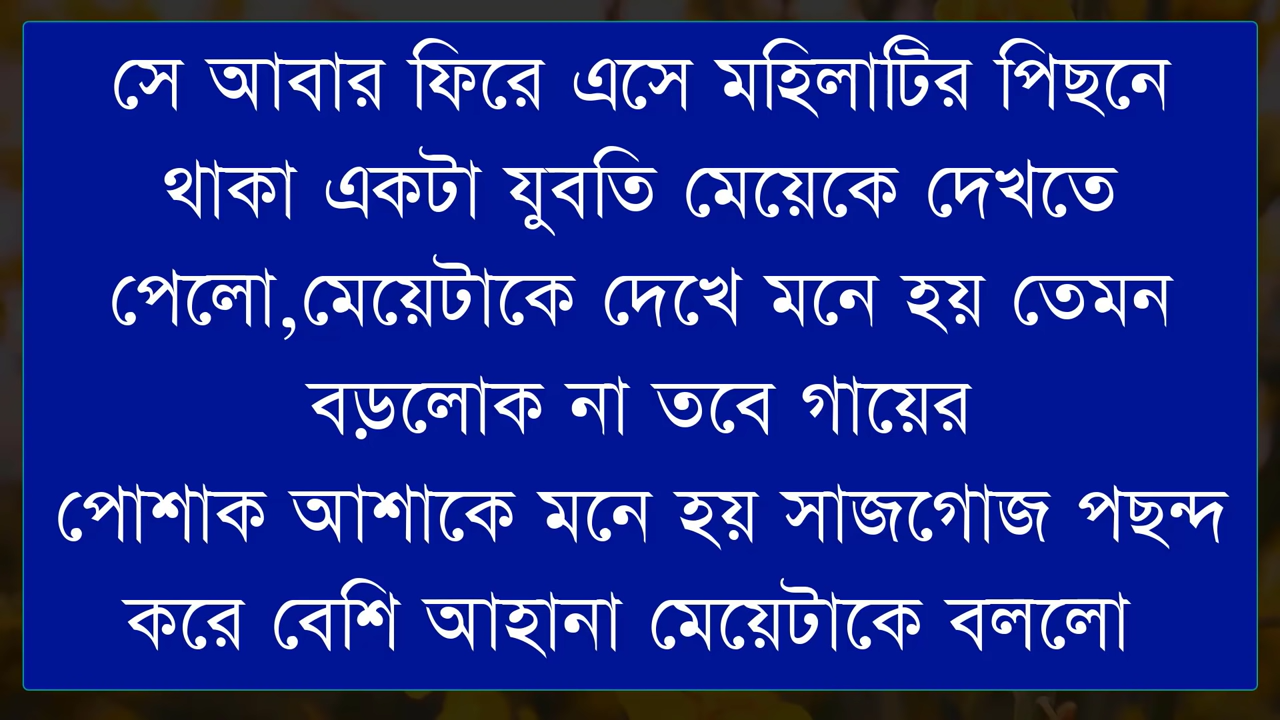 সে আবার ফিরে এসে মহিলাটির পিছনে
থাকা একটা যুবতি মেয়েকে দেখতে
পেলো,মেয়েটাকে দেখে মনে হয় তেমন
বড়লোক না তবে গায়ের
পোশাক আশাকে মনে হয় সাজগোজ পছন্দ
করে বেশি আহানা মেয়েটাকে বললো